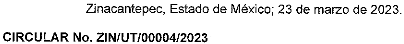 Zinacantepec, Estado de México; 23 de marzo de 2023.
CIRCULAR No. ZIN/UT/00004/2023